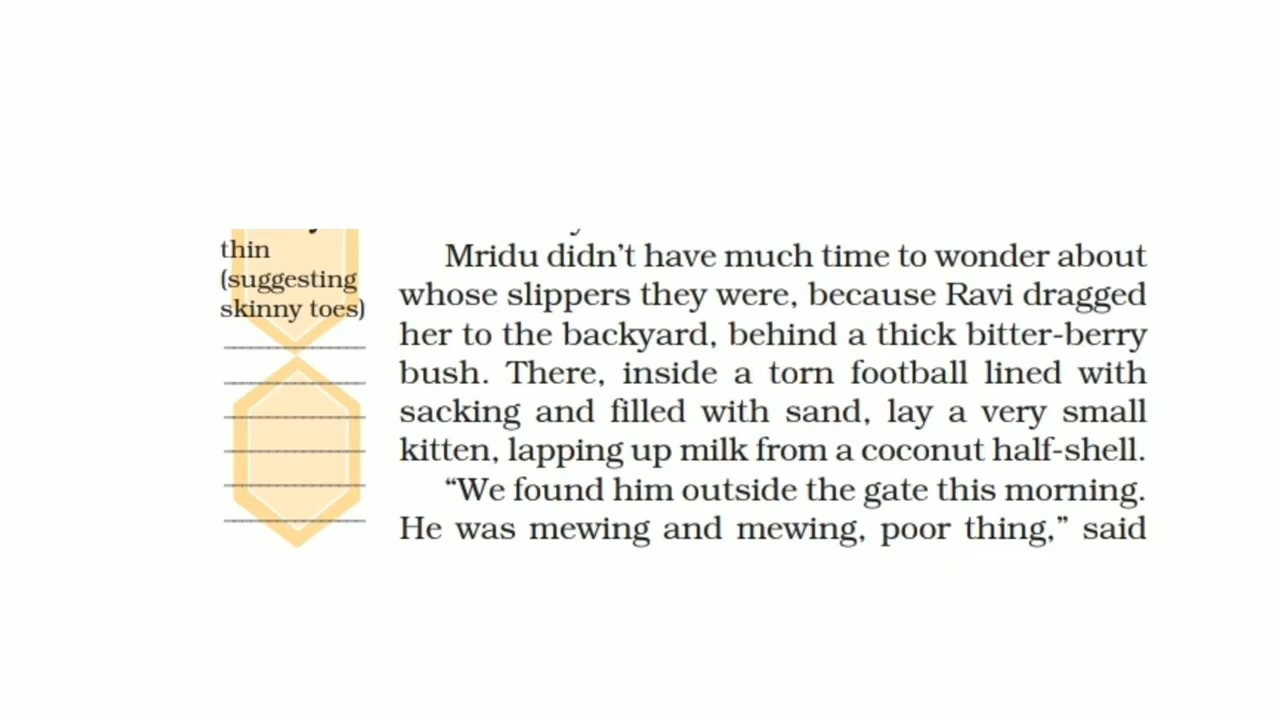 thin
(suggesting
skinny toes)
Mridu didn't have much time to wonder about
whose slippers they were, because Ravi dragged
her to the backyard, behind a thick bitter-berry
bush. There, inside a torn football lined with
sacking and filled with sand, lay a very small
kitten, lapping up milk from a coconut half-shell.
“We found him outside the gate this morning.
He was mewing and mewing, poor thing,” said